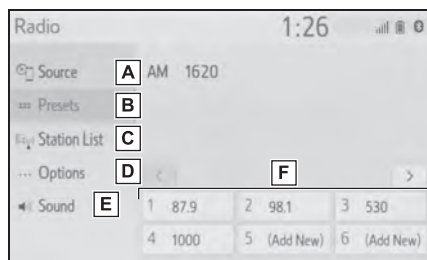 Radio 1:26
Source A AM 1620
Presets B
Station List C
Options D < F >
Sound E
1 87.9 2 98.1 3 530
4 1000 5 (Add New) 6 (Add New)